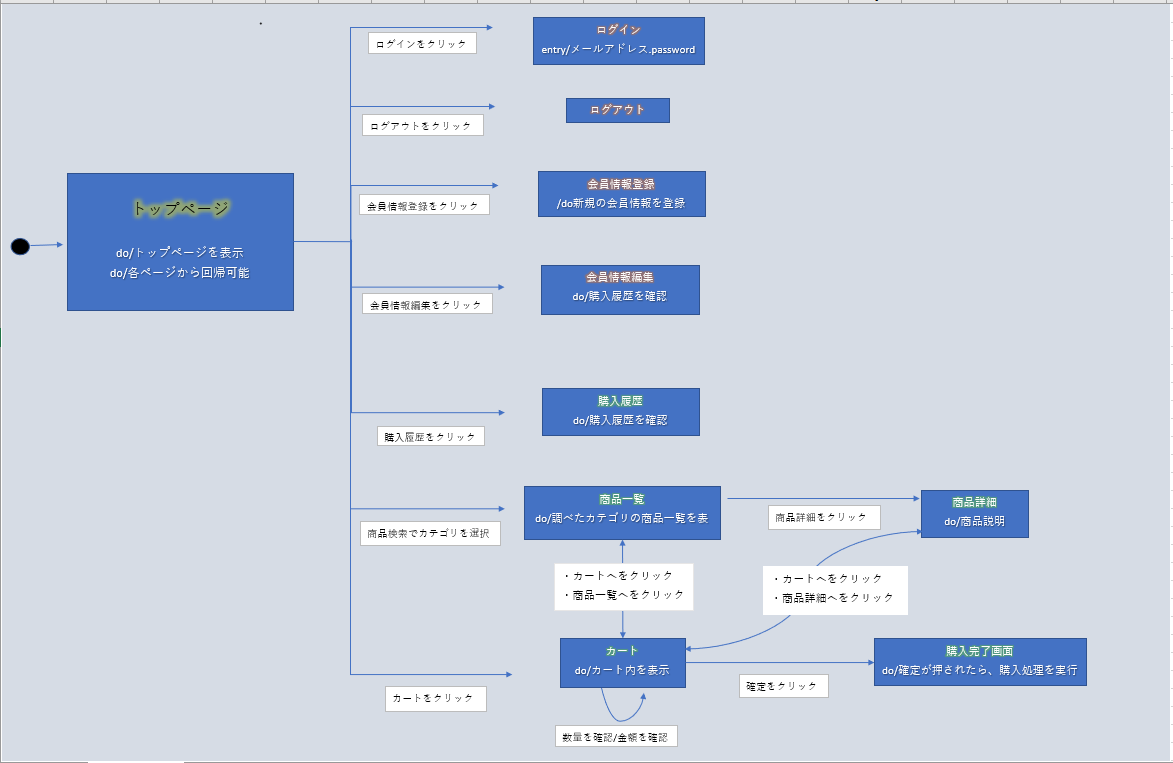 ログインをクリック
ログイン
entry/メールアドレス.password
ログアウトをクリック
ログアウト
会員情報登録をクリック
会員情報登録
/do新規の会員情報を登録
トップページ
do/トップページを表示
do/各ページから回帰可能
会員情報編集をクリック
会員情報編集
do/購入履歴を確認
購入履歴をクリック
購入履歴
do/購入履歴を確認
商品検索でカテゴリを選択
商品一覧
do/調べたカテゴリの商品一覧を表
商品詳細をクリック
商品詳細
do/商品説明
・カートへをクリック
・商品一覧へをクリック
・カートへをクリック
・商品詳細へをクリック
カートをクリック
カート
do/カート内を表示
確定をクリック
購入完了画面
do/確定が押されたら、購入処理を実行
数量を確認/金額を確認